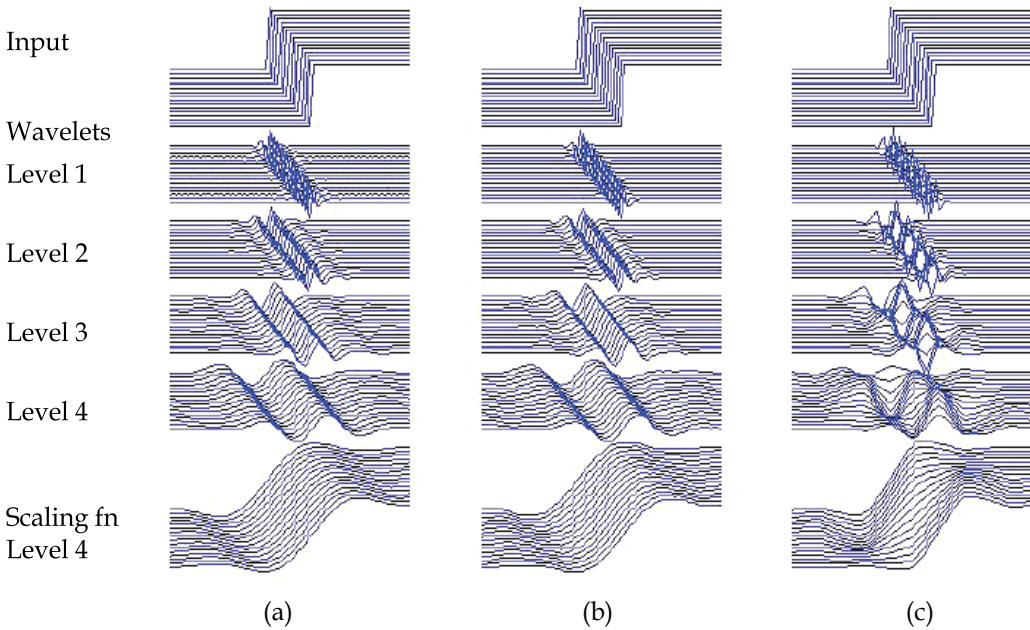 Input
Wavelets
Level 1
Level 2
Level 3
Level 4
Scaling fn
Level 4
(a) (b) (c)